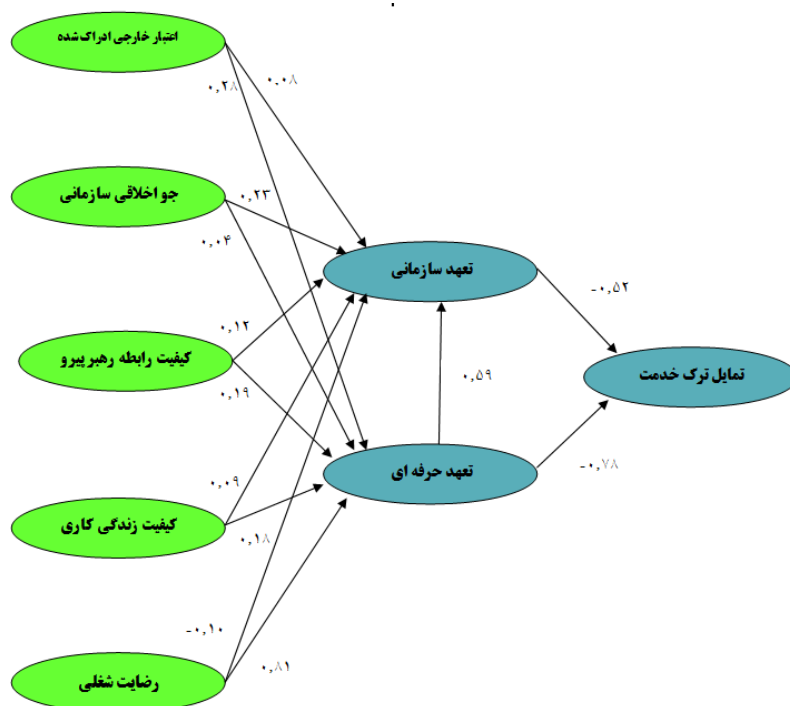 اعتبار خارجی ادراک شده
۰,۲۸
۰.۰۸
جو اخلاقی سازمانی
۰,۲۳
۰,۰۴
تعهد سازمانی
-۰,۵۲
۰,۱۲
کیفیت رابطه رهبرپیرو
۰,۵۹
تمایل ترک خدمت
۰,۱۹
تعهد حرفه ای
-۰,۷۸
۰,۰۹
کیفیت زندگی کاری
۰,۱۸
-۰,۱۰
۰,۸۱
رضایت شغلی